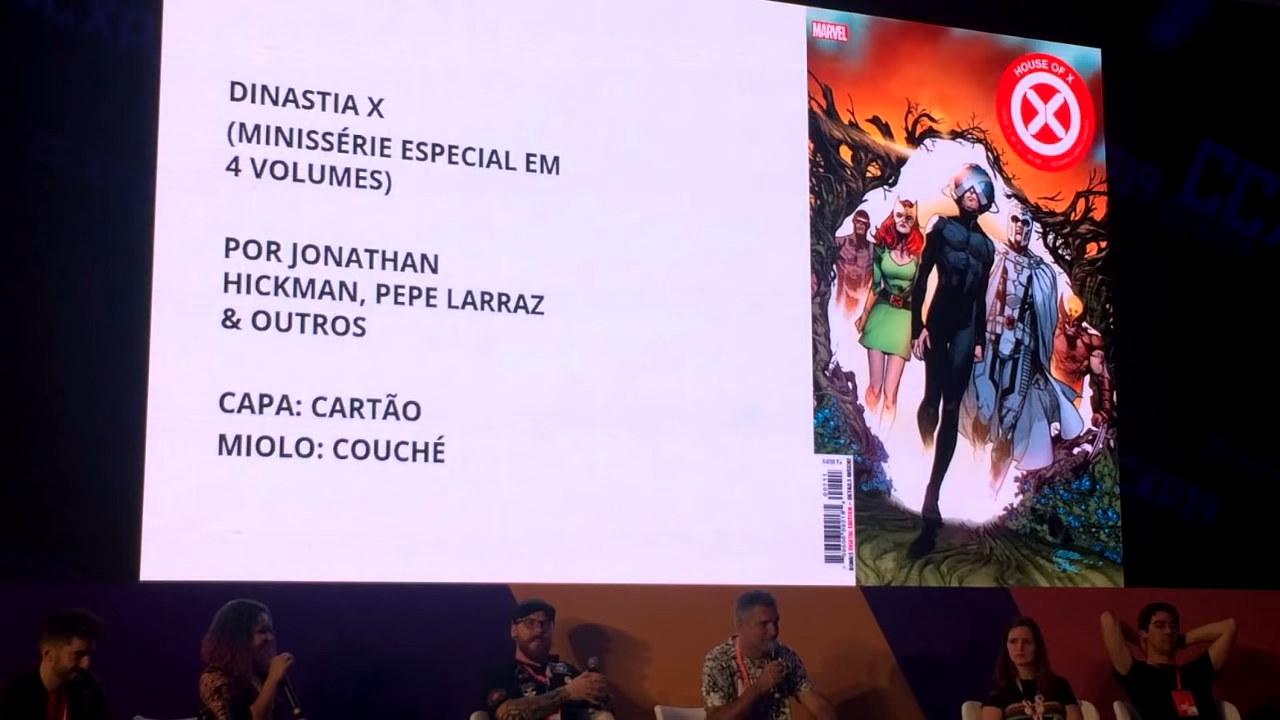 DINASTIA X
(MINISSÉRIE ESPECIAL EM
4 VOLUMES)
POR JONATHAN
HICKMAN, PEPE LARRAZ
& OUTROS
CAPA: CARTÃO
MIOLO: COUCHÉ
MARVEL
HOUSE OF X
X